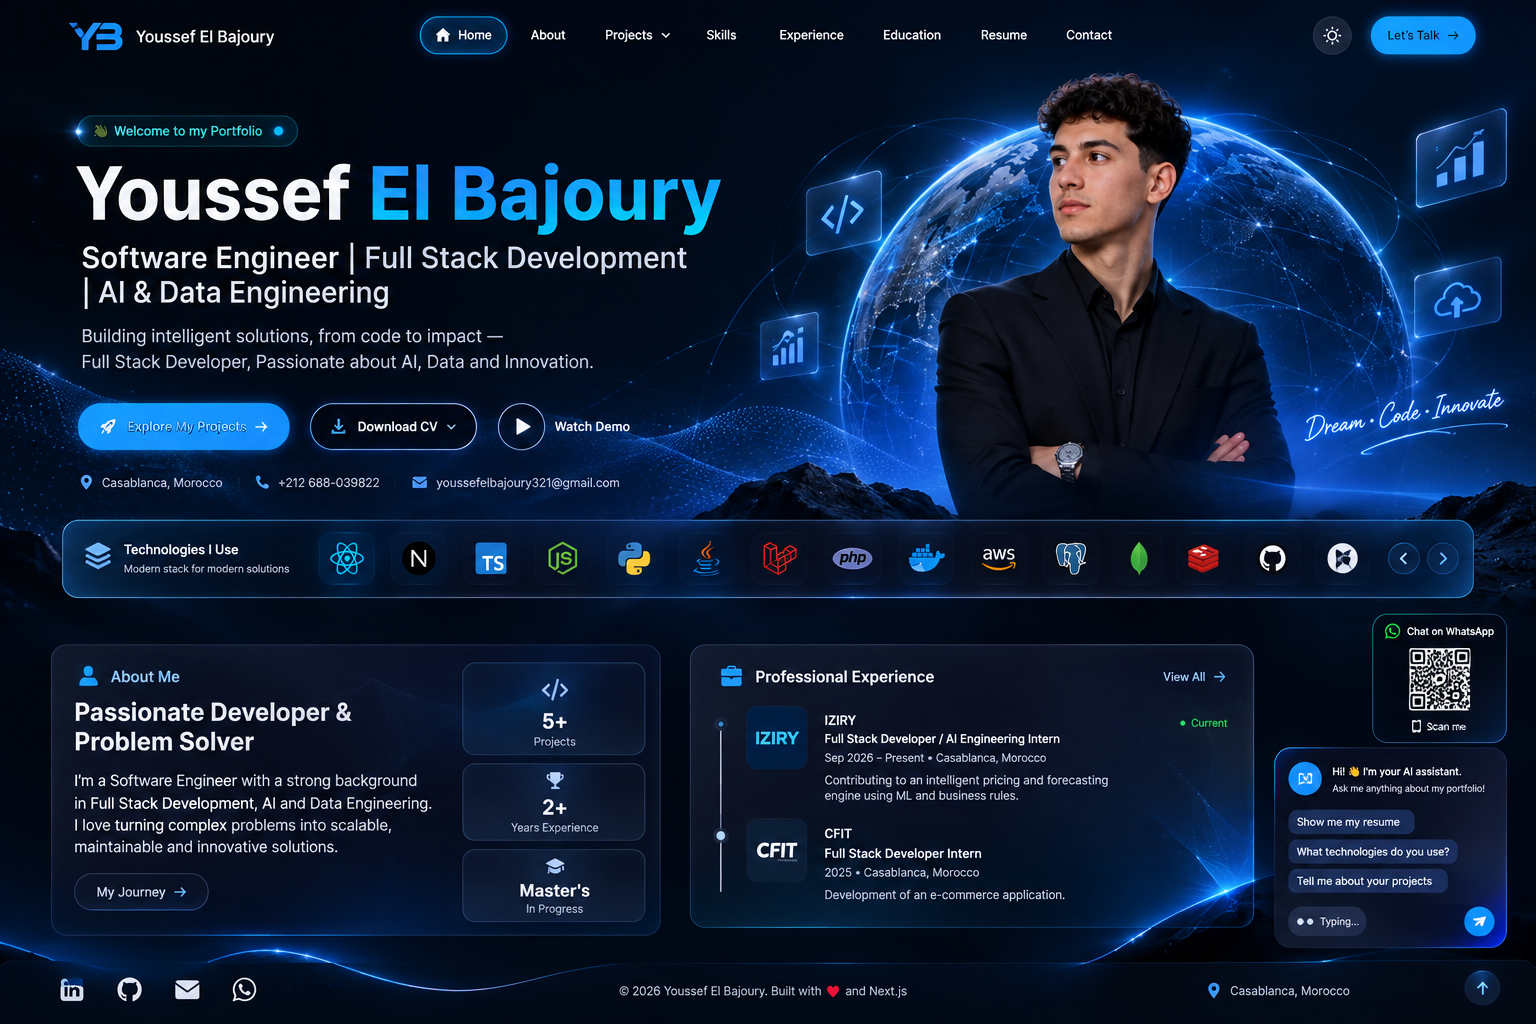 YB Youssef El Bajoury
Home
About
Projects
Skills
Experience
Education
Resume
Contact
Let's Talk →
👋 Welcome to my Portfolio
Youssef El Bajoury
Software Engineer | Full Stack Development
| AI & Data Engineering
Building intelligent solutions, from code to impact —
Full Stack Developer, Passionate about AI, Data and Innovation.
Explore My Projects →
Download CV
Watch Demo
Casablanca, Morocco
+212 688-039822
youssefelbajoury321@gmail.com
</>
Dream • Code • Innovate
Technologies I Use
Modern stack for modern solutions
N
TS
JS
php
aws
About Me
Passionate Developer &
Problem Solver
I'm a Software Engineer with a strong background
in Full Stack Development, AI and Data Engineering.
I love turning complex problems into scalable,
maintainable and innovative solutions.
My Journey →
</>
5+
Projects
2+
Years Experience
Master's
In Progress
Professional Experience
View All →
IZIRY
IZIRY
• Current
Full Stack Developer / AI Engineering Intern
Sep 2026 – Present • Casablanca, Morocco
Contributing to an intelligent pricing and forecasting
engine using ML and business rules.
CFIT
CFIT
Full Stack Developer Intern
2025 • Casablanca, Morocco
Development of an e-commerce application.
Chat on WhatsApp
Scan me
Hi! 👋 I'm your AI assistant.
Ask me anything about my portfolio!
Show me my resume
What technologies do you use?
Tell me about your projects
Typing...
in
© 2026 Youssef El Bajoury. Built with ❤️ and Next.js
Casablanca, Morocco